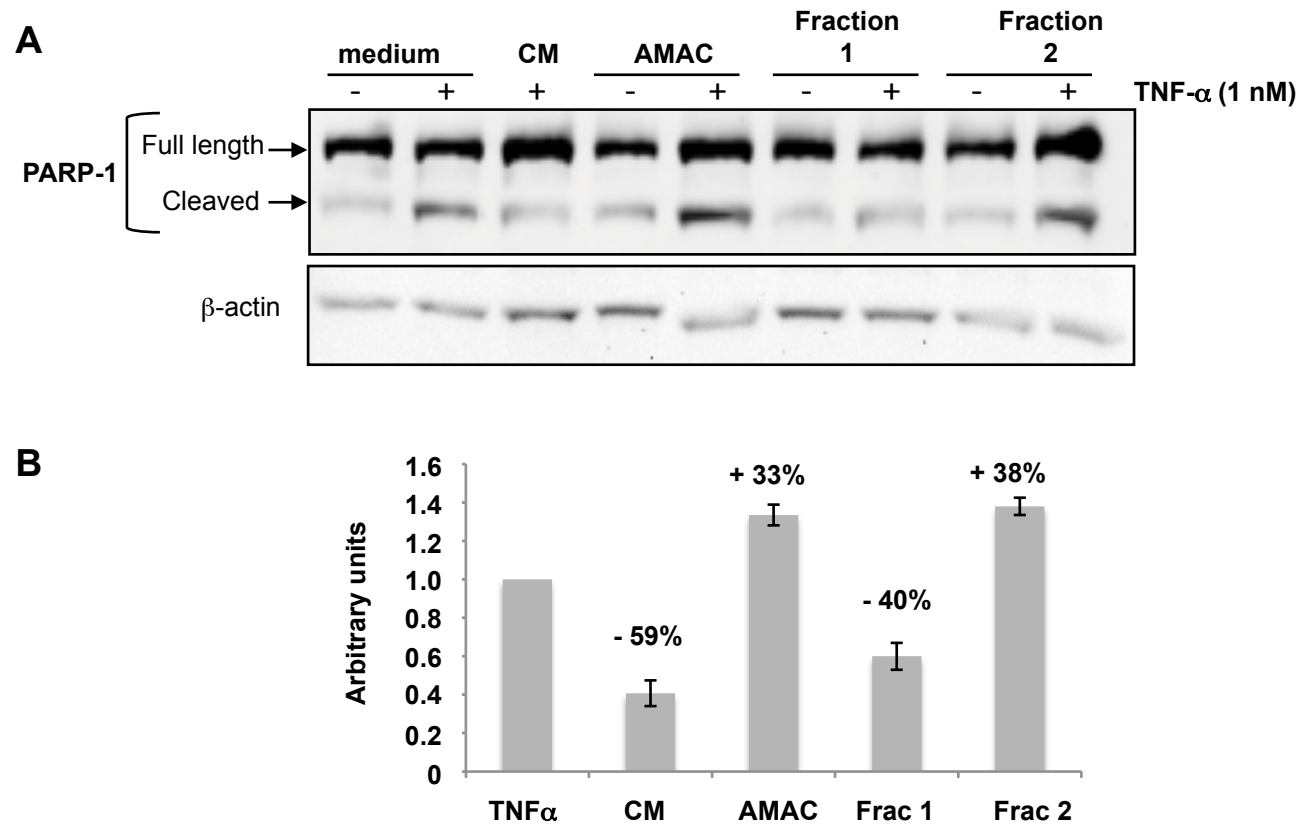 A
Fraction Fraction
medium CM AMAC 1 2
- + + - + - + - + TNF-α (1 nM)
PARP-1
Full length
Cleaved
β-actin
B
Arbitrary units
1.6
1.4
1.2
1.0
0.8
0.6
0.4
0.2
0
- 59%
+ 33%
- 40%
+ 38%
TNFα CM AMAC Frac 1 Frac 2